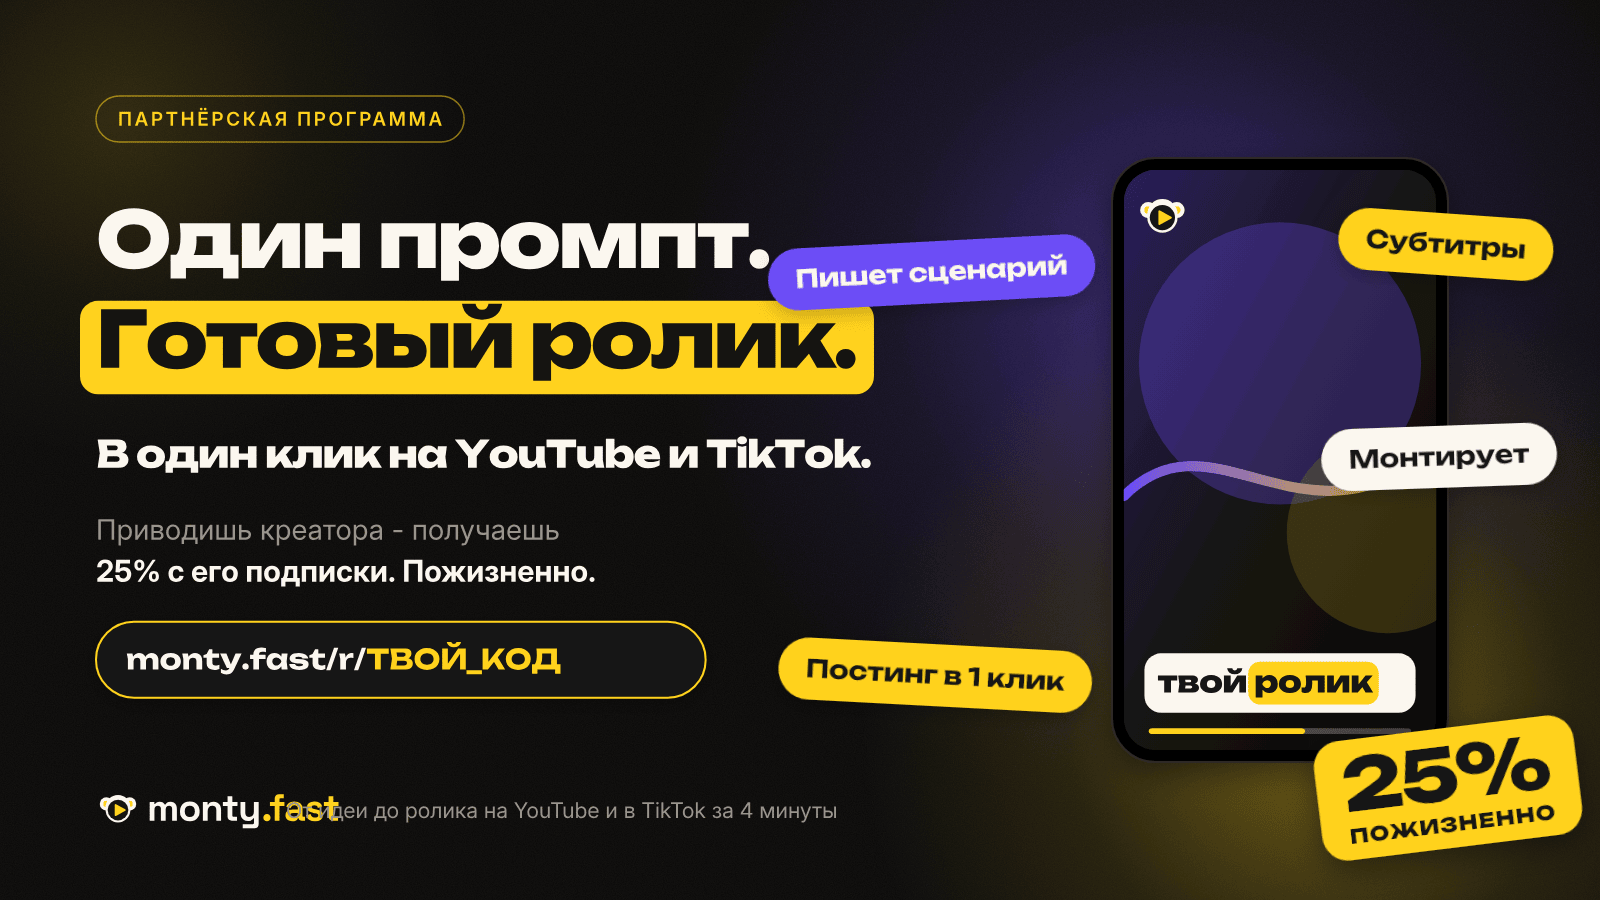 ПАРТНЁРСКАЯ ПРОГРАММА
Один промпт.
Готовый ролик.
В один клик на YouTube и TikTok.
Приводишь креатора - получаешь
25% с его подписки. Пожизненно.
monty.fast/r/ТВОЙ_КОД
monty.fast
От идеи до ролика на YouTube и в TikTok за 4 минуты
Пишет сценарий
Субтитры
Монтирует
Постинг в 1 клик
твой ролик
25%
ПОЖИЗНЕННО